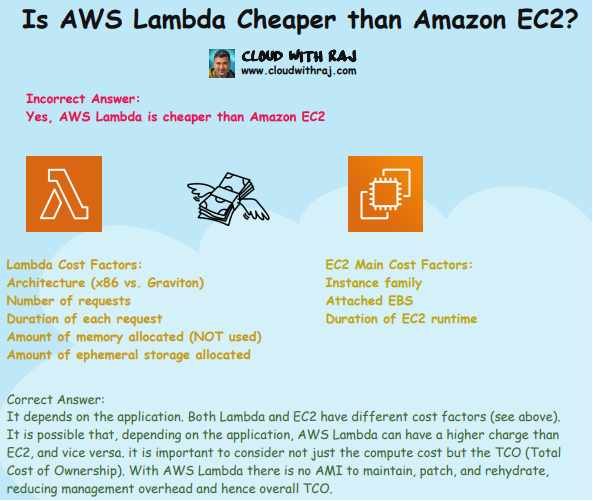 Is AWS Lambda Cheaper than Amazon EC2?
CLOUD WITH RAJ
www.cloudwithraj.com
Incorrect Answer:
Yes, AWS Lambda is cheaper than Amazon EC2
Lambda Cost Factors:
Architecture (x86 vs. Graviton)
Number of requests
Duration of each request
Amount of memory allocated (NOT used)
Amount of ephemeral storage allocated
EC2 Main Cost Factors:
Instance family
Attached EBS
Duration of EC2 runtime
Correct Answer:
It depends on the application. Both Lambda and EC2 have different cost factors (see above).
It is possible that, depending on the application, AWS Lambda can have a higher charge than
EC2, and vice versa. it is important to consider not just the compute cost but the TCO (Total
Cost of Ownership). With AWS Lambda there is no AMI to maintain, patch, and rehydrate,
reducing management overhead and hence overall TCO.